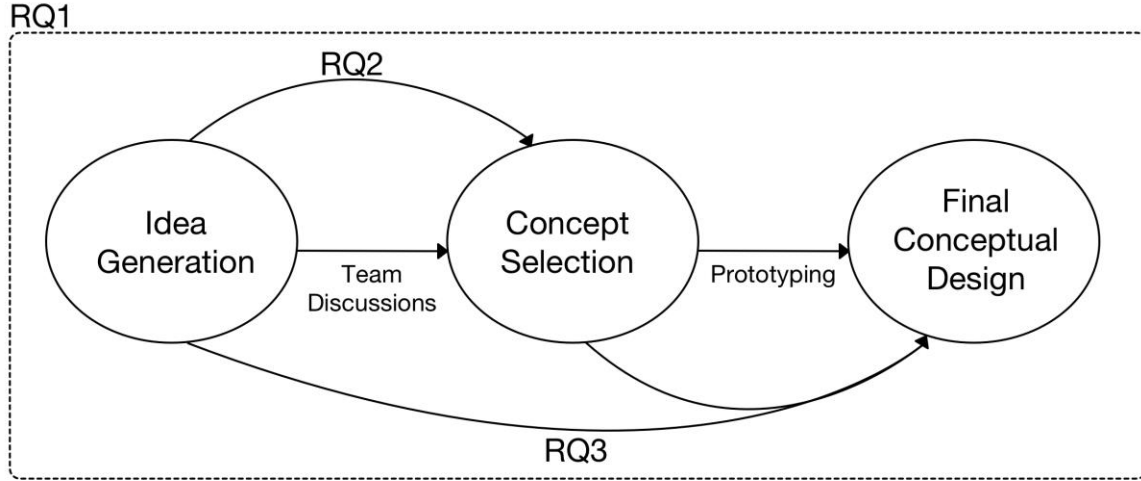 RQ1
RQ2
Idea
Generation
Team
Discussions
Concept
Selection
Prototyping
Final
Conceptual
Design
RQ3